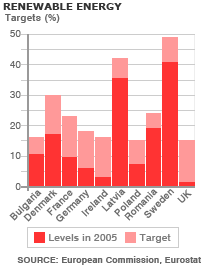 RENEWABLE ENERGY
Targets (%)
50
40
30
20
10
0
Bulgaria
Denmark
France
Germany
Ireland
Latvia
Poland
Romania
Sweden
UK
Levels in 2005
Target
SOURCE: European Commission, Eurostat